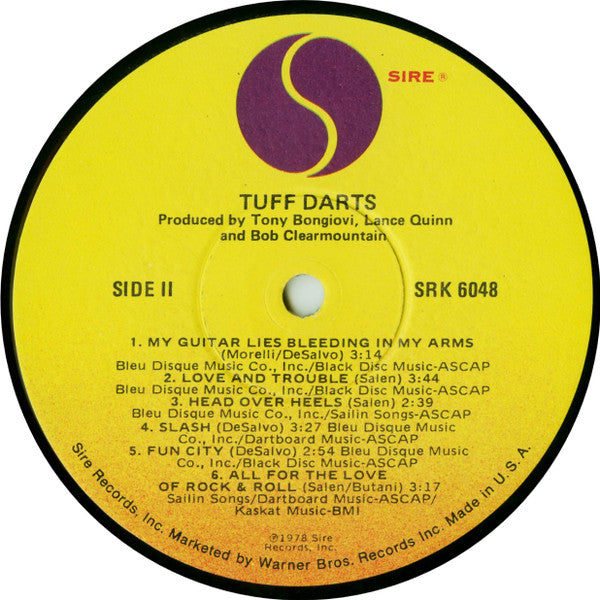 SIRE ®
TUFF DARTS
Produced by Tony Bongiovi, Lance Quinn
and Bob Clearmountain
SIDE II
SRK 6048
1. MY GUITAR LIES BLEEDING IN MY ARMS
(Morelli/DeSalvo) 3:14
Bleu Disque Music Co., Inc./Black Disc Music-ASCAP
2. LOVE AND TROUBLE (Salen) 3:44
Bleu Disque Music Co., Inc./Black Disc Music-ASCAP
3. HEAD OVER HEELS (Salen) 2:39
Bleu Disque Music Co., Inc./Sailin Songs-ASCAP
4. SLASH (DeSalvo) 3:27 Bleu Disque Music
Co., Inc./Dartboard Music-ASCAP
5. FUN CITY (DeSalvo) 2:54 Bleu Disque Music
Co., Inc./Black Disc Music-ASCAP
6. ALL FOR THE LOVE
OF ROCK & ROLL (Salen/Butani) 3:17
Sailin Songs/Dartboard Music-ASCAP/
Kaskat Music-BMI
℗1978 Sire
Records, Inc.
Sire Records, Inc. Marketed by Warner Bros. Records Inc. Made in U.S.A.